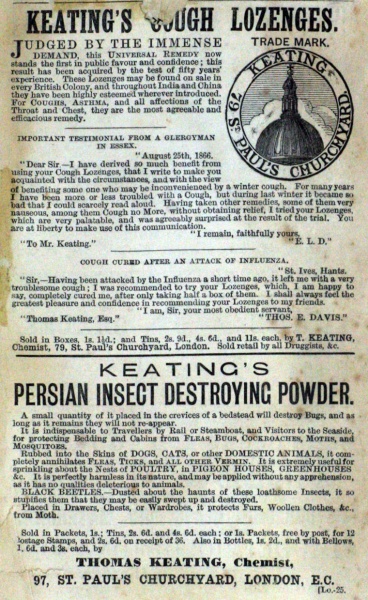 KEATING'S COUGH LOZENGES.
JUDGED BY THE IMMENSE
DEMAND, this UNIVERSAL REMEDY now
stands the first in public favour and confidence; this
result has been acquired by the test of fifty years'
experience. These Lozenges may be found on sale in
every British Colony, and throughout India and China
they have been highly esteemed wherever introduced.
For COUGHS, ASTHMA, and all affections of the
Throat and Chest, they are the most agreeable and
efficacious remedy.
TRADE MARK.
KEATING
79 ST. PAUL'S CHURCHYARD
IMPORTANT TESTIMONIAL FROM A CLERGYMAN
IN ESSEX.
"August 25th, 1866.
"Dear Sir.—I have derived so much benefit from
using your Cough Lozenges, that I write to make you
acquainted with the circumstances, and with the view
of benefiting some one who may be inconvenienced by a winter cough. For many years
I have been more or less troubled with a Cough, but during last winter it became so
bad that I could scarcely read aloud. Having taken other remedies, some of them very
nauseous, among them Cough no More, without obtaining relief, I tried your Lozenges,
which are very palatable, and was agreeably surprised at the result of the trial. You
are at liberty to make use of this communication.
"I remain, faithfully yours,
"To Mr. Keating." "E. L. D."
COUGH CURED AFTER AN ATTACK OF INFLUENZA.
"St. Ives, Hants.
"Sir,—Having been attacked by the Influenza a short time ago, it left me with a very
troublesome cough; I was recommended to try your Lozenges, which, I am happy to
say, completely cured me, after only taking half a box of them. I shall always feel the
greatest pleasure and confidence in recommending your Lozenges to my friends.
"I am, Sir, your most obedient servant,
"Thomas Keating, Esq." "THOS. E. DAVIS."
Sold in Boxes, 1s. 1½d.; and Tins, 2s. 9d., 4s. 6d., and 11s. each, by T. KEATING,
Chemist, 79, St. Paul's Churchyard, London. Sold retail by all Druggists, &c.
KEATING'S
PERSIAN INSECT DESTROYING POWDER.
A small quantity of it placed in the crevices of a bedstead will destroy Bugs, and as
long as it remains they will not re-appear.
It is indispensable to Travellers by Rail or Steamboat, and Visitors to the Seaside,
for protecting Bedding and Cabins from FLEAS, BUGS, COCKROACHES, MOTHS, and
MOSQUITOES.
Rubbed into the Skins of DOGS, CATS, or other DOMESTIC ANIMALS, it com-
pletely annihilates FLEAS, TICKS, and ALL OTHER VERMIN. It is extremely useful for
sprinkling about the Nests of POULTRY, in PIGEON HOUSES, GREENHOUSES
&c. It is perfectly harmless in its nature, and may be applied without any apprehension,
as it has no qualities deleterious to animals.
BLACK BEETLES.—Dusted about the haunts of these loathsome Insects, it so
stupifies them that they may be easily swept up and destroyed.
Placed in Drawers, Chests, or Wardrobes, it protects Furs, Woollen Clothes, &c.,
from Moth.
Sold in Packets, 1s.; Tins, 2s. 6d. and 4s. 6d. each; or 1s. Packets, free by post, for 12
Postage Stamps, and 2s. 6d. on receipt of 36. Also in Bottles, 1s. 2d., and with Bellows,
1, 6d. and 3s. each, by
THOMAS KEATING, Chemist,
97, ST. PAUL'S CHURCHYARD, LONDON, E.C.
[Lo.-25.